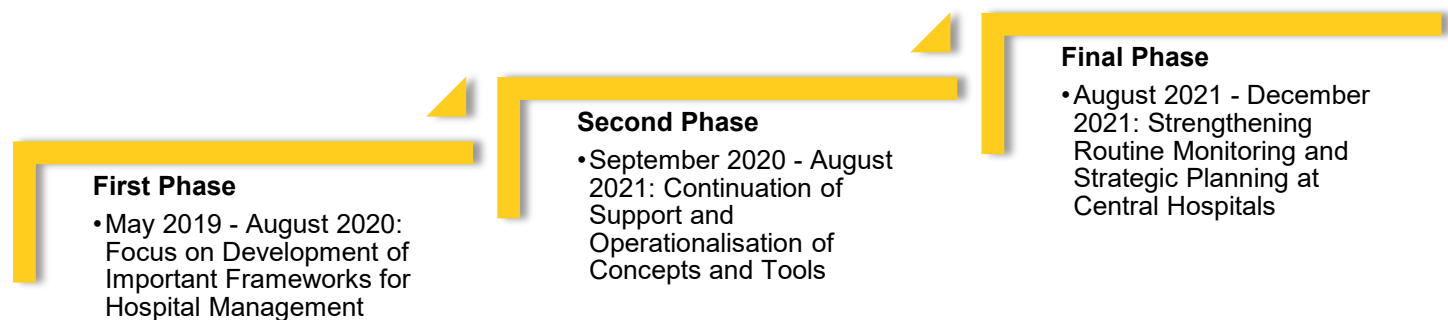 First Phase
•May 2019 - August 2020:
Focus on Development of
Important Frameworks for
Hospital Management
Second Phase
•September 2020 - August
2021: Continuation of
Support and
Operationalisation of
Concepts and Tools
Final Phase
•August 2021 - December
2021: Strengthening
Routine Monitoring and
Strategic Planning at
Central Hospitals